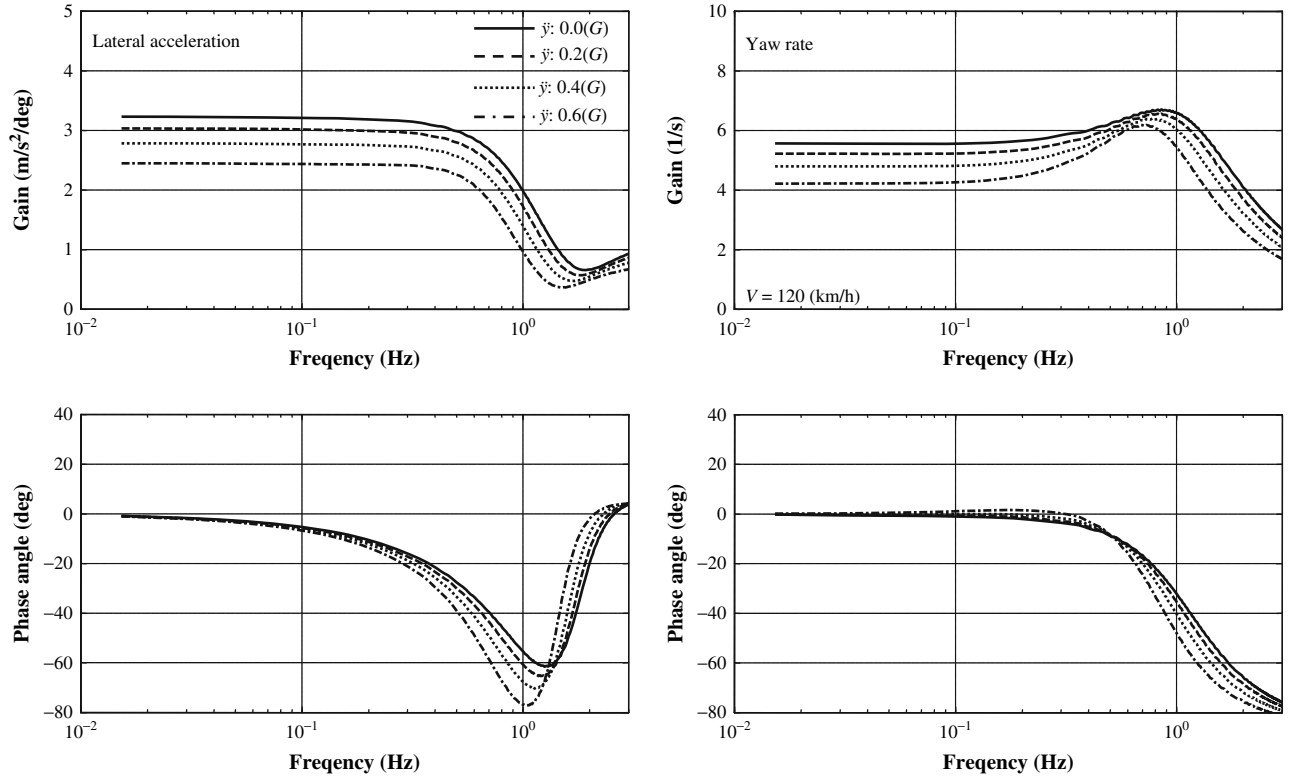 Lateral acceleration
ÿ: 0.0(G)
ÿ: 0.2(G)
ÿ: 0.4(G)
ÿ: 0.6(G)
5
4
3
2
1
0
Gain (m/s²/deg)
10⁻² 10⁻¹ 10⁰
Freqency (Hz)
Yaw rate
V = 120 (km/h)
10
8
6
4
2
0
Gain (1/s)
10⁻² 10⁻¹ 10⁰
Freqency (Hz)
40
20
0
−20
−40
−60
−80
Phase angle (deg)
10⁻² 10⁻¹ 10⁰
Freqency (Hz)
40
20
0
−20
−40
−60
−80
Phase angle (deg)
10⁻² 10⁻¹ 10⁰
Freqency (Hz)